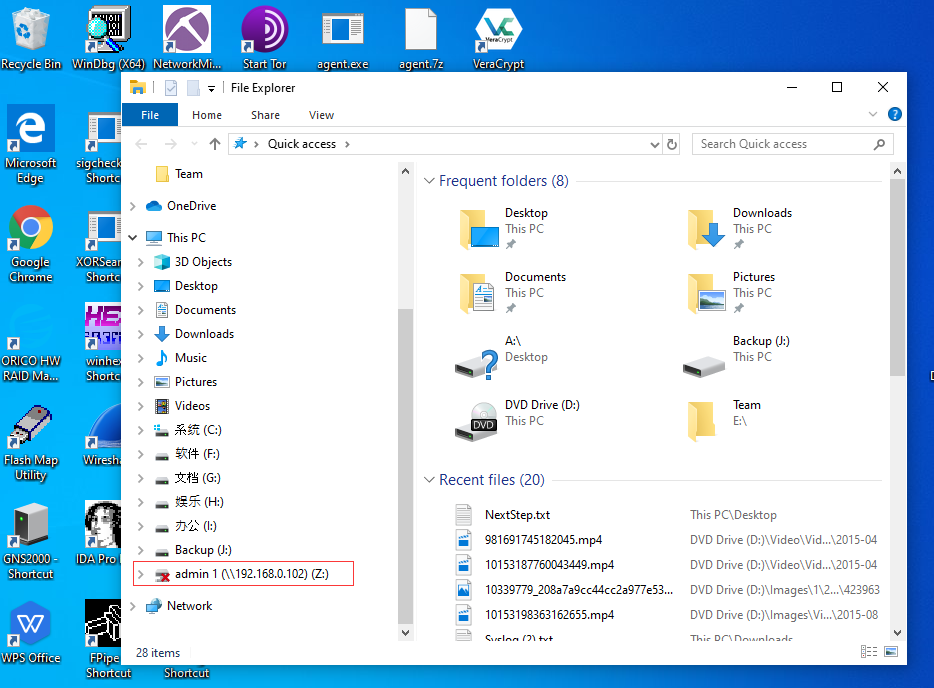 Recycle Bin
WinDbg (X64)
NetworkMi...
Start Tor
agent.exe
agent.7z
VeraCrypt
Microsoft
Edge
sigcheck
Shortc
Google
Chrome
XORSear
Shortc
ORICO HW
RAID Ma...
winhex
Shortc
Flash Map
Utility
Wiresha
GNS2000 -
Shortcut
IDA Pro
WPS Office
FPipe
Shortcut
Shortcut
File Explorer
File
Home
Share
View
Quick access
Search Quick access
Team
OneDrive
This PC
3D Objects
Desktop
Documents
Downloads
Music
Pictures
Videos
系统 (C:)
软件 (F:)
文档 (G:)
娱乐 (H:)
办公 (I:)
Backup (J:)
admin 1 (\\192.168.0.102) (Z:)
Network
Frequent folders (8)
Desktop
This PC
Downloads
This PC
Documents
This PC
Pictures
This PC
A:\
Desktop
Backup (J:)
This PC
DVD
DVD Drive (D:)
This PC
Team
E:\
Recent files (20)
NextStep.txt This PC\Desktop
981691745182045.mp4 DVD Drive (D:)\Video\Vid...\2015-04
10153187760043449.mp4 DVD Drive (D:)\Video\Vid...\2015-04
10339779_208a7a9cc44cc2a977e53... DVD Drive (D:)\Images\1\2...\423963
10153198363162655.mp4 DVD Drive (D:)\Images\Vi...\2015-08
Syslog (2).txt This PC\Downloads
28 items